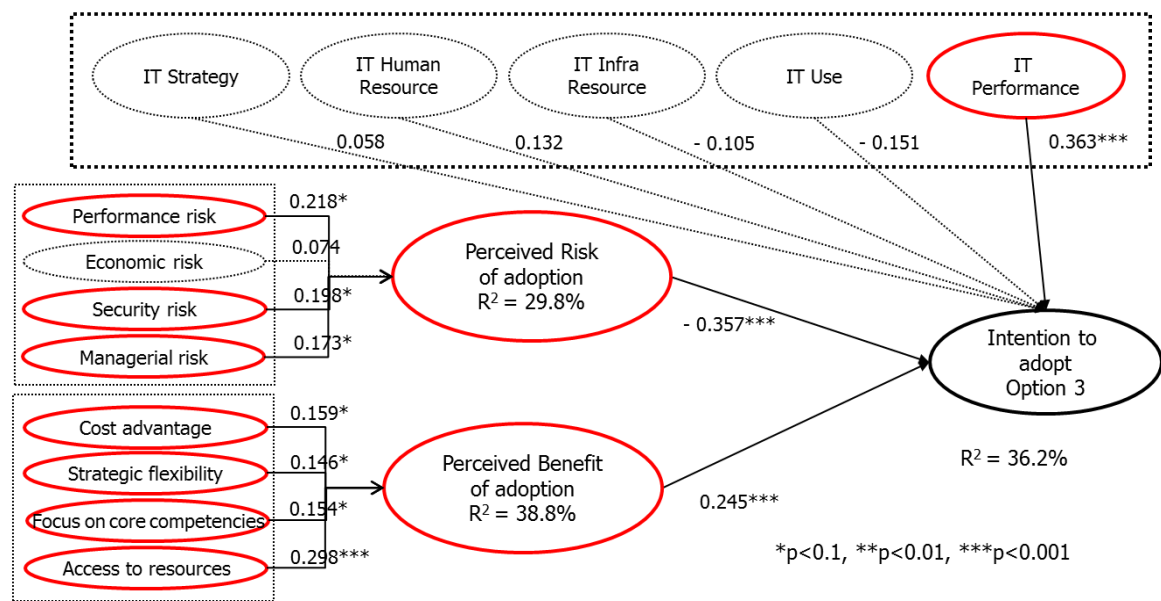 IT Strategy
IT Human
Resource
IT Infra
Resource
IT Use
IT
Performance
0.058
0.132
- 0.105
- 0.151
0.363***
Performance risk
0.218*
Economic risk
0.074
Security risk
0.198*
Managerial risk
0.173*
Perceived Risk
of adoption
R² = 29.8%
- 0.357***
Intention to
adopt
Option 3
R² = 36.2%
Cost advantage
0.159*
Strategic flexibility
0.146*
Focus on core competencies
0.154*
Access to resources
0.298***
Perceived Benefit
of adoption
R² = 38.8%
0.245***
*p<0.1, **p<0.01, ***p<0.001